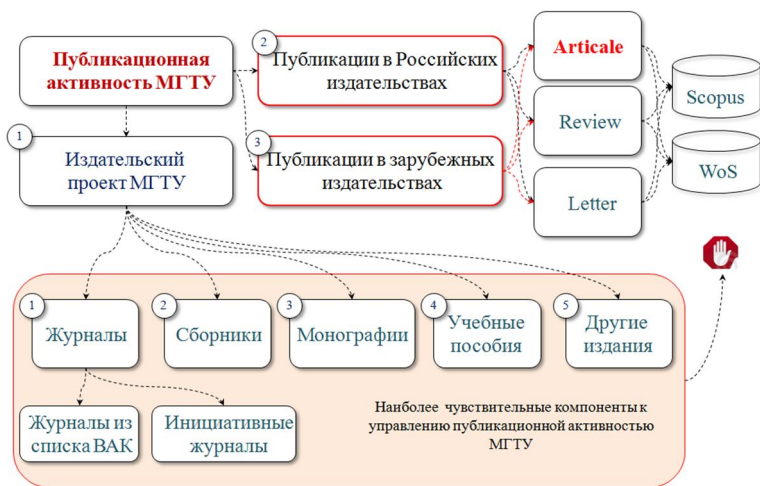 Публикационная
активность МГТУ
2
Публикации в Российских
издательствах
Articale
Scopus
1
Издательский
проект МГТУ
3
Публикации в зарубежных
издательствах
Review
WoS
Letter
1
Журналы
2
Сборники
3
Монографии
4
Учебные
пособия
5
Другие
издания
Журналы из
списка ВАК
Инициативные
журналы
Наиболее чувствительные компоненты к
управлению публикационной активностью
МГТУ